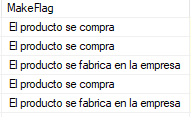 MakeFlag
El producto se compra
El producto se compra
El producto se fabrica en la empresa
El producto se compra
El producto se fabrica en la empresa